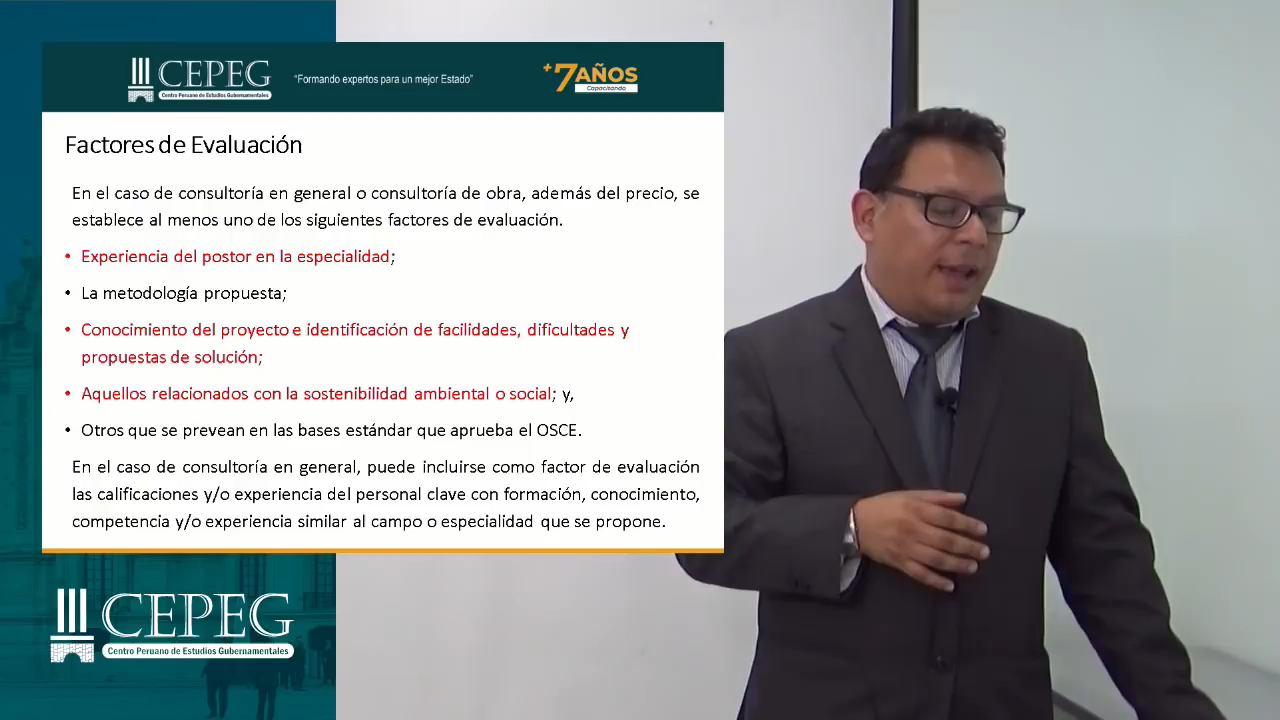 CEPEG
Centro Peruano de Estudios Gubernamentales
"Formando expertos para un mejor Estado"
+7 AÑOS
Capacitando
Factores de Evaluación
En el caso de consultoría en general o consultoría de obra, además del precio, se
establece al menos uno de los siguientes factores de evaluación.
• Experiencia del postor en la especialidad;
• La metodología propuesta;
• Conocimiento del proyecto e identificación de facilidades, dificultades y
propuestas de solución;
• Aquellos relacionados con la sostenibilidad ambiental o social; y,
• Otros que se prevean en las bases estándar que aprueba el OSCE.
En el caso de consultoría en general, puede incluirse como factor de evaluación
las calificaciones y/o experiencia del personal clave con formación, conocimiento,
competencia y/o experiencia similar al campo o especialidad que se propone.
CEPEG
Centro Peruano de Estudios Gubernamentales